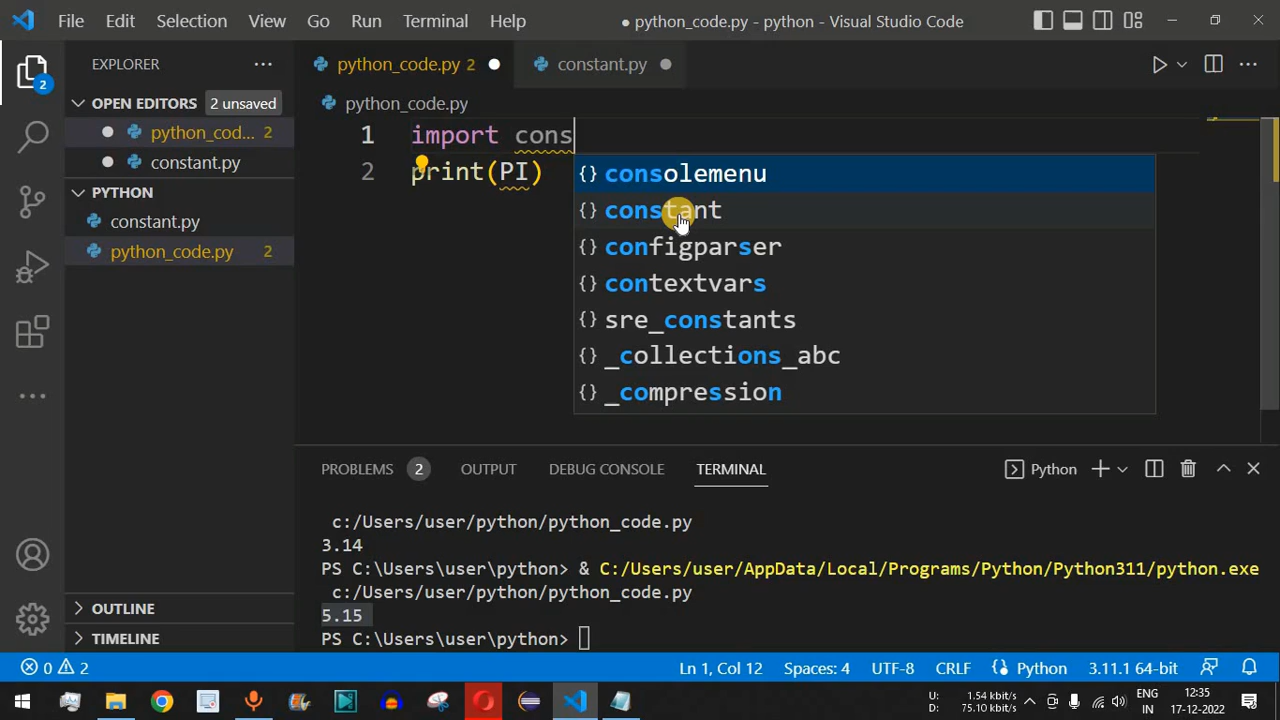 File Edit Selection View Go Run Terminal Help
● python_code.py - python - Visual Studio Code
EXPLORER
OPEN EDITORS 2 unsaved
python_cod... 2
constant.py
PYTHON
constant.py
python_code.py 2
OUTLINE
TIMELINE
2
python_code.py 2
constant.py
python_code.py
1 import cons
2 print(PI)
consolemenu
constant
configparser
contextvars
sre_constants
_collections_abc
_compression
PROBLEMS 2 OUTPUT DEBUG CONSOLE TERMINAL
Python
c:/Users/user/python/python_code.py
3.14
PS C:\Users\user\python> & C:/Users/user/AppData/Local/Programs/Python/Python311/python.exe
c:/Users/user/python/python_code.py
5.15
PS C:\Users\user\python>
0 2 Ln 1, Col 12 Spaces: 4 UTF-8 CRLF Python 3.11.1 64-bit
U: 1.54 kbit/s
D: 75.10 kbit/s
ENG
IN
12:35
17-12-2022